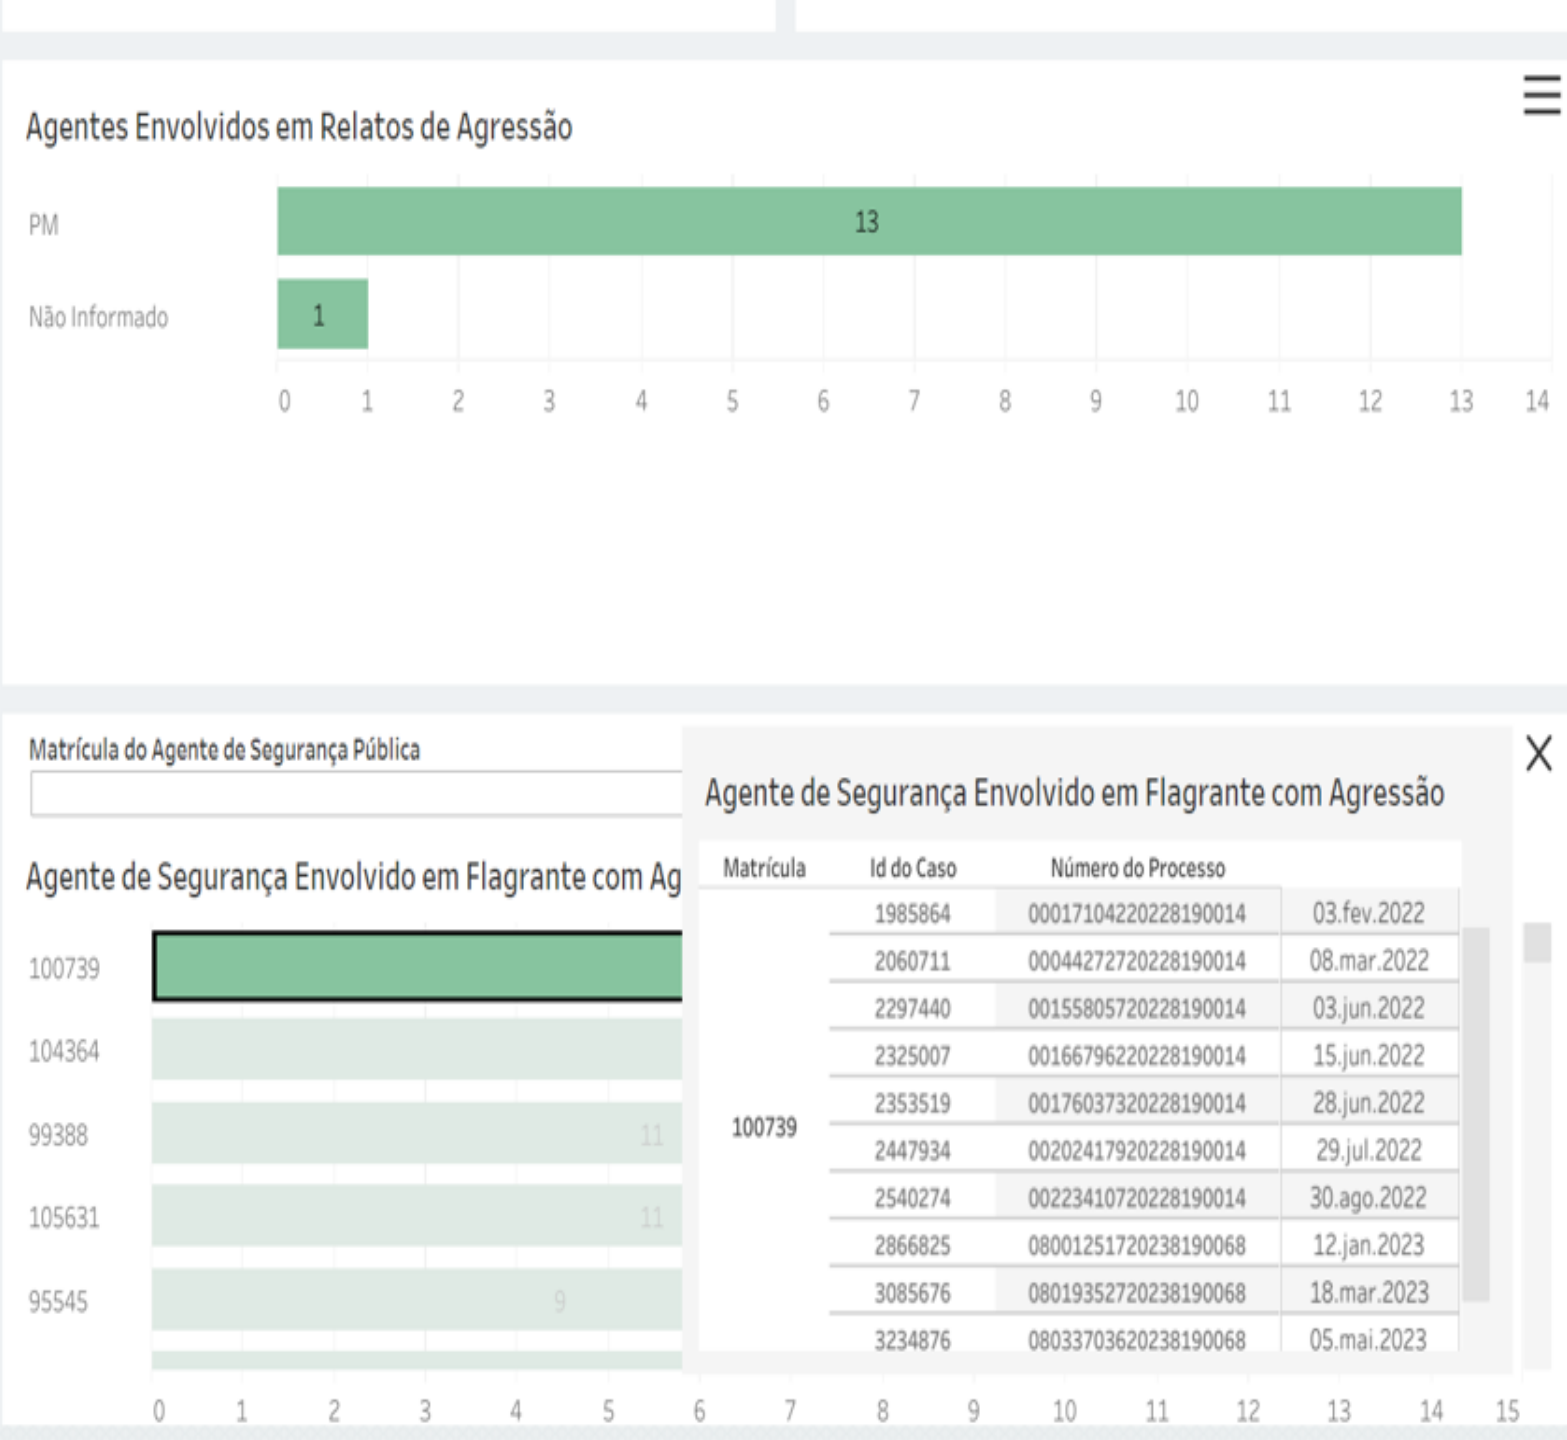 Agentes Envolvidos em Relatos de Agressão
PM
13
Não Informado
1
0 1 2 3 4 5 6 7 8 9 10 11 12 13 14
Matrícula do Agente de Segurança Pública
X
Agente de Segurança Envolvido em Flagrante com Ag
100739
104364
99388
11
105631
11
95545
9
0 1 2 3 4 5 6 7 8 9 10 11 12 13 14 15
Agente de Segurança Envolvido em Flagrante com Agressão
Matrícula Id do Caso Número do Processo
100739
1985864 00017104220228190014 03.fev.2022
2060711 00044272720228190014 08.mar.2022
2297440 00155805720228190014 03.jun.2022
2325007 00166796220228190014 15.jun.2022
2353519 00176037320228190014 28.jun.2022
2447934 00202417920228190014 29.jul.2022
2540274 00223410720228190014 30.ago.2022
2866825 08001251720238190068 12.jan.2023
3085676 08019352720238190068 18.mar.2023
3234876 08033703620238190068 05.mai.2023